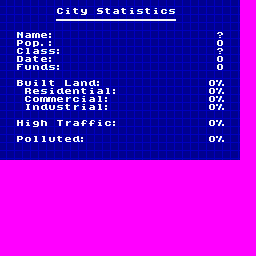 City Statistics
Name: ?
Pop.: 0
Class: ?
Date: 0
Funds: 0
Built Land: 0%
Residential: 0%
Commercial: 0%
Industrial: 0%
High Traffic: 0%
Polluted: 0%